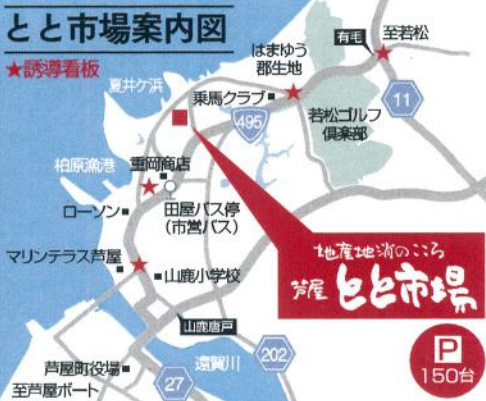 とと市場案内図
★誘導看板
有毛
至若松
はまゆう
群生地
夏井ケ浜
乗馬クラブ
11
495
若松ゴルフ
倶楽部
柏原漁港
重岡商店
ローソン
田屋バス停
(市営バス)
地産地消のこころ
芦屋 とと市場
マリンテラス芦屋
山鹿小学校
山鹿唐戸
P
150台
遠賀川
202
芦屋町役場
27
至芦屋ボート